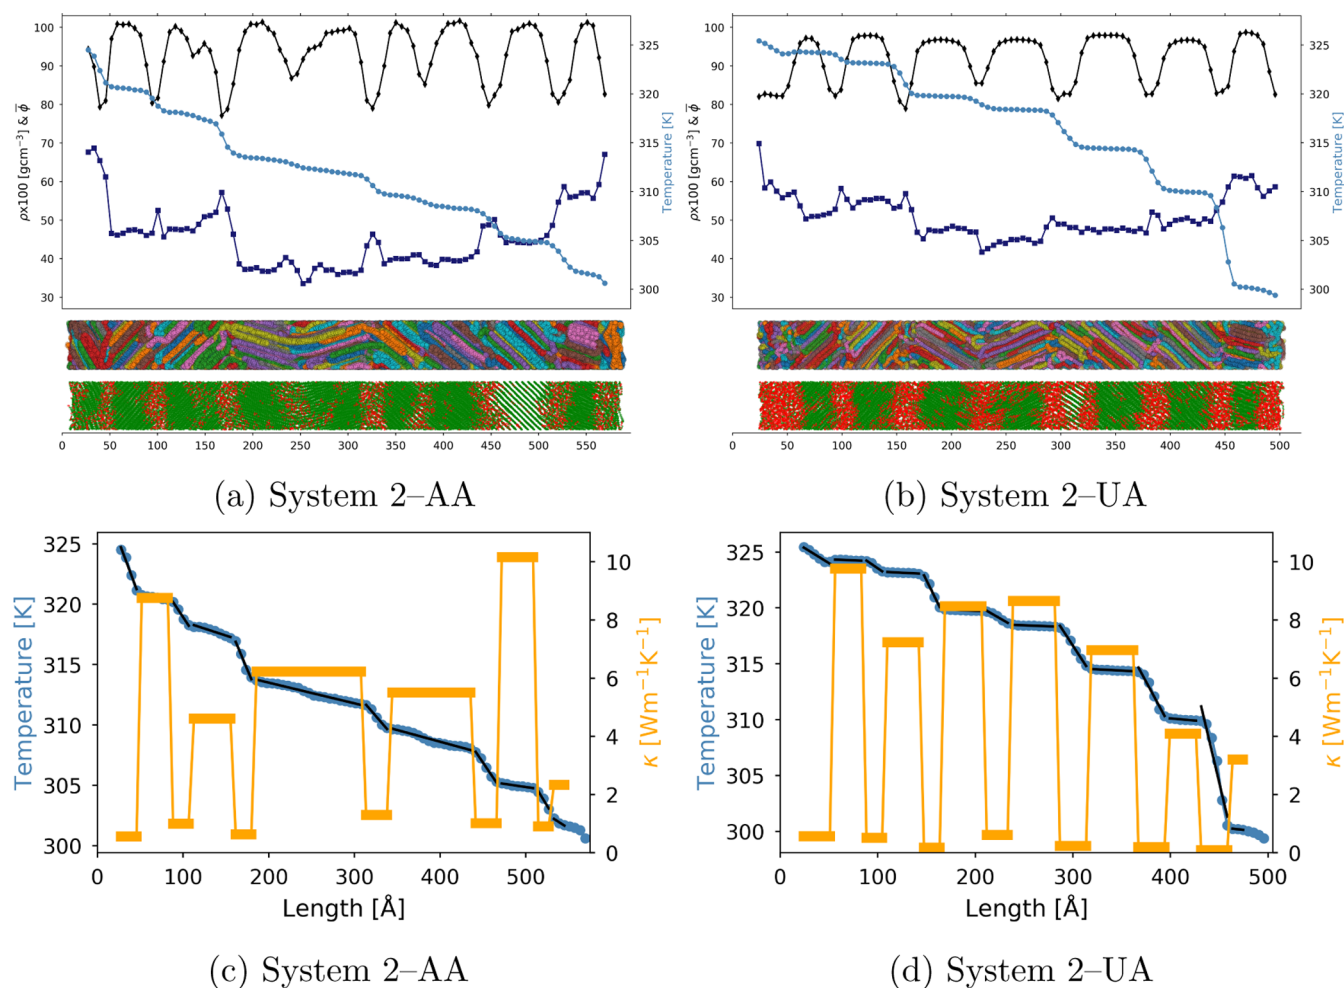 100
90
80
70
60
50
40
30
ρx100 [gcm⁻³] & ϕ̅
325
320
315
310
305
300
Temperature [K]
0 50 100 150 200 250 300 350 400 450 500 550
(a) System 2–AA
100
90
80
70
60
50
40
30
ρx100 [gcm⁻³] & ϕ̅
325
320
315
310
305
300
Temperature [K]
0 50 100 150 200 250 300 350 400 450 500
(b) System 2–UA
325
320
315
310
305
300
Temperature [K]
10
8
6
4
2
0
κ [Wm⁻¹K⁻¹]
0 100 200 300 400 500
Length [Å]
(c) System 2–AA
325
320
315
310
305
300
Temperature [K]
10
8
6
4
2
0
κ [Wm⁻¹K⁻¹]
0 100 200 300 400 500
Length [Å]
(d) System 2–UA